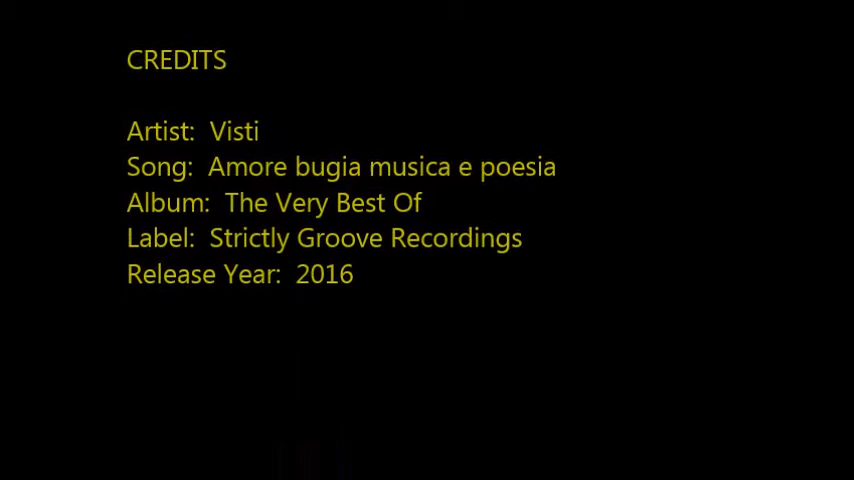 CREDITS
Artist: Visti
Song: Amore bugia musica e poesia
Album: The Very Best Of
Label: Strictly Groove Recordings
Release Year: 2016